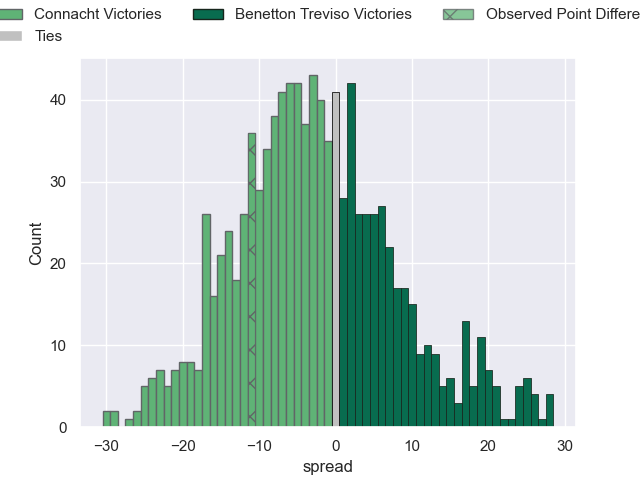 Connacht Victories
Benetton Treviso Victories
Observed Point Differe
Ties
40
30
20
10
0
Count
−30
−20
−10
0
10
20
30
spread